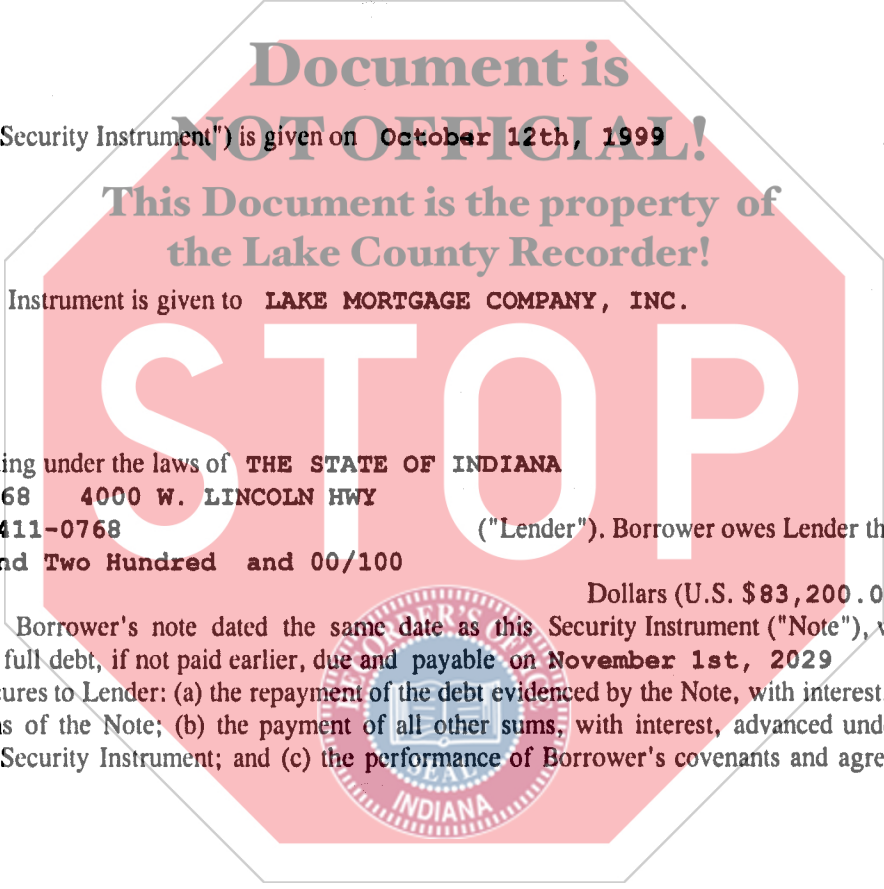 Document is
Security Instrument") is given on October 12th, 1999
NOT OFFICIAL!
This Document is the property of
the Lake County Recorder!
Instrument is given to LAKE MORTGAGE COMPANY, INC.
STOP
ing under the laws of THE STATE OF INDIANA
68 4000 W. LINCOLN HWY
411-0768 ("Lender"). Borrower owes Lender th
nd Two Hundred and 00/100
Dollars (U.S. $83,200.0
Borrower's note dated the same date as this Security Instrument ("Note"), w
full debt, if not paid earlier, due and payable on November 1st, 2029
cures to Lender: (a) the repayment of the debt evidenced by the Note, with interest
s of the Note; (b) the payment of all other sums, with interest, advanced und
Security Instrument; and (c) the performance of Borrower's covenants and agre
RECORDER'S OFFICE
SEAL
INDIANA